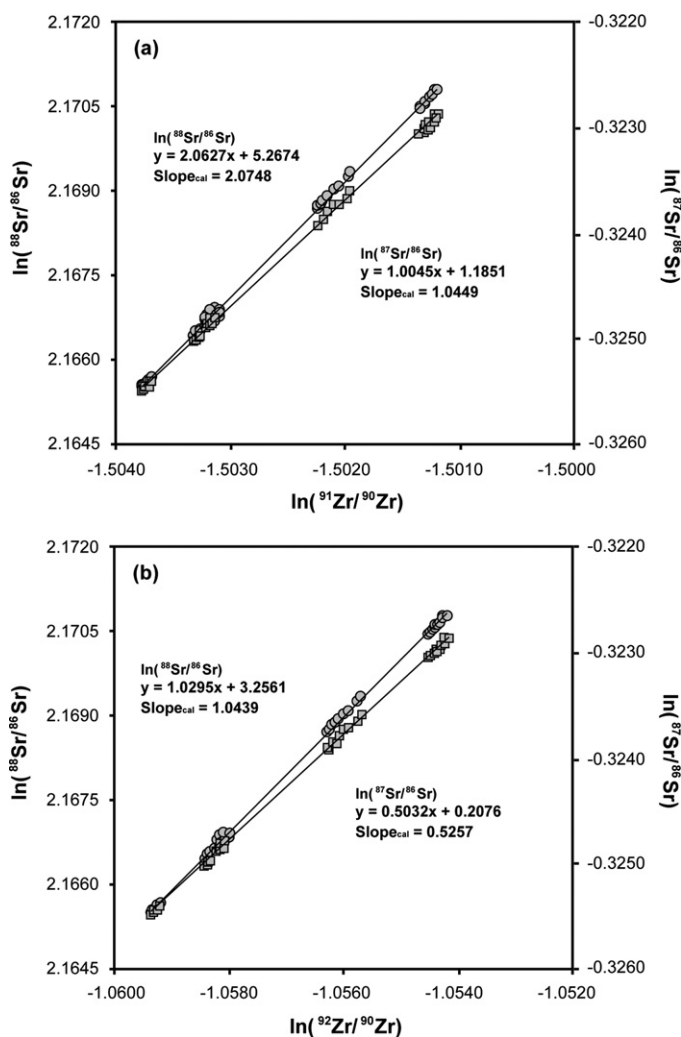 (a)
2.1720
2.1705
2.1690
2.1675
2.1660
2.1645
ln(⁸⁸Sr/⁸⁶Sr)
ln(⁸⁸Sr/⁸⁶Sr)
y = 2.0627x + 5.2674
Slopecal = 2.0748
ln(⁸⁷Sr/⁸⁶Sr)
y = 1.0045x + 1.1851
Slopecal = 1.0449
-0.3220
-0.3230
-0.3240
-0.3250
-0.3260
ln(⁸⁷Sr/⁸⁶Sr)
-1.5040 -1.5030 -1.5020 -1.5010 -1.5000
ln(⁹¹Zr/⁹⁰Zr)
(b)
2.1720
2.1705
2.1690
2.1675
2.1660
2.1645
ln(⁸⁸Sr/⁸⁶Sr)
ln(⁸⁸Sr/⁸⁶Sr)
y = 1.0295x + 3.2561
Slopecal = 1.0439
ln(⁸⁷Sr/⁸⁶Sr)
y = 0.5032x + 0.2076
Slopecal = 0.5257
-0.3220
-0.3230
-0.3240
-0.3250
-0.3260
ln(⁸⁷Sr/⁸⁶Sr)
-1.0600 -1.0580 -1.0560 -1.0540 -1.0520
ln(⁹²Zr/⁹⁰Zr)